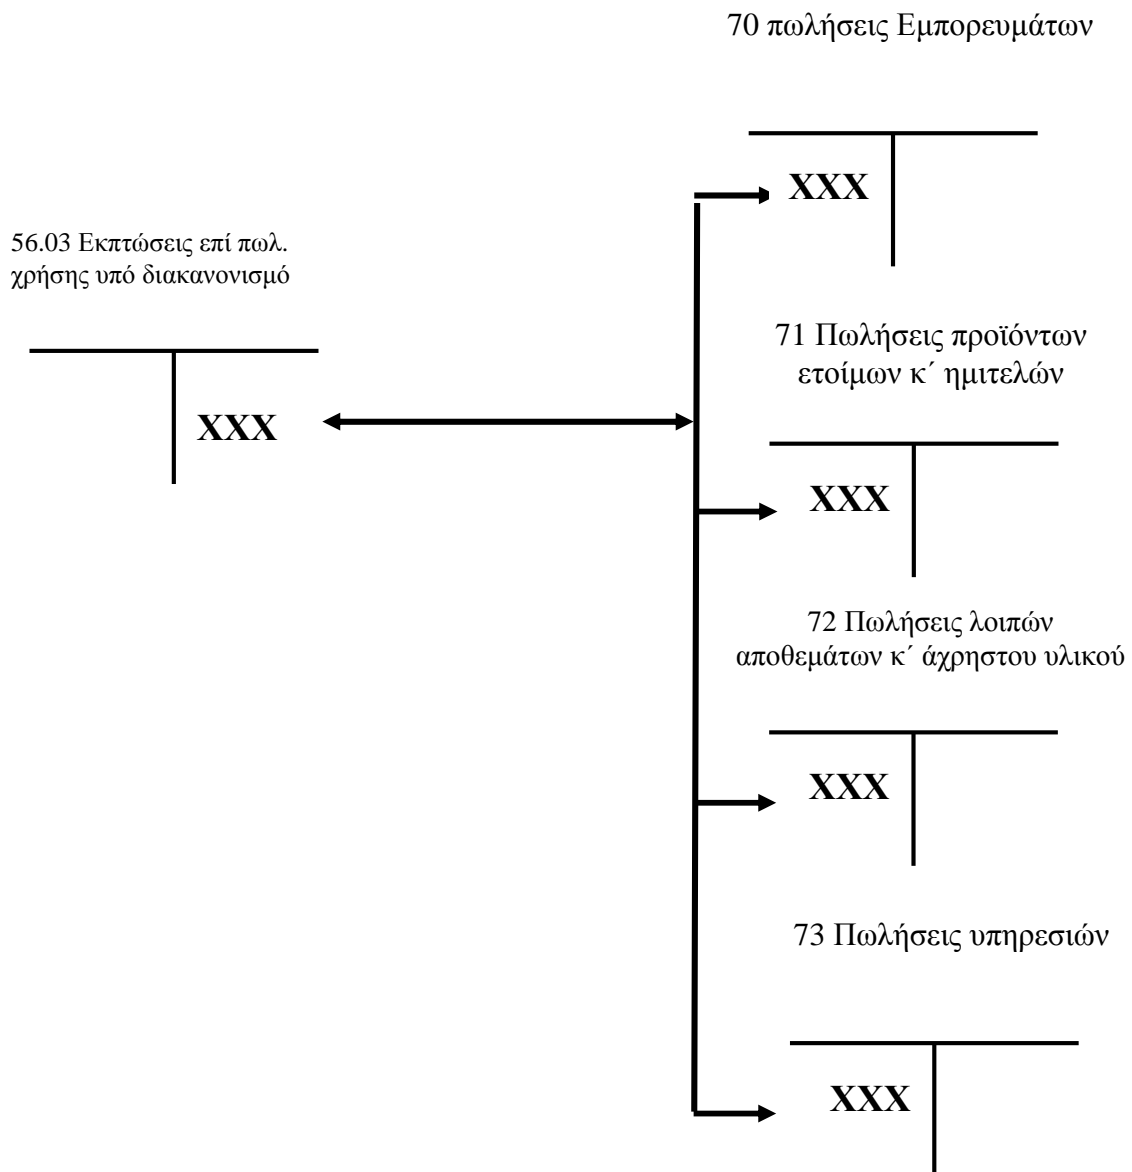 70 πωλήσεις Εμπορευμάτων
XXX
56.03 Εκπτώσεις επί πωλ.
χρήσης υπό διακανονισμό
XXX
71 Πωλήσεις προϊόντων
ετοίμων κ΄ ημιτελών
XXX
72 Πωλήσεις λοιπών
αποθεμάτων κ΄ άχρηστου υλικού
XXX
73 Πωλήσεις υπηρεσιών
XXX